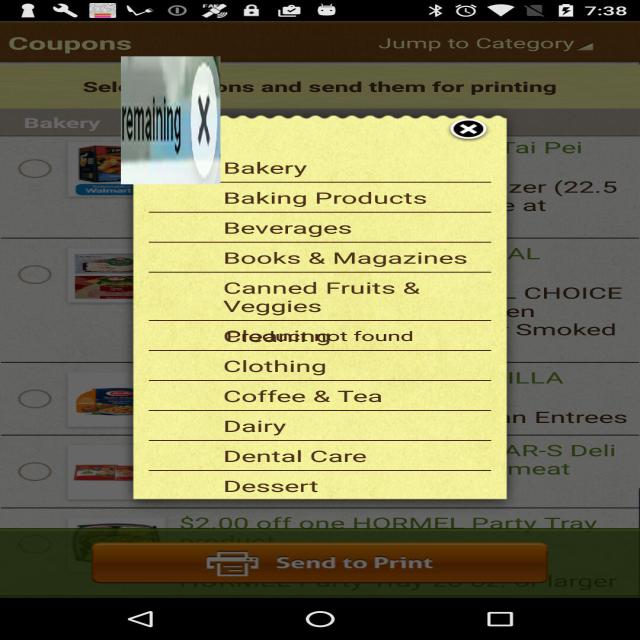 7:38
Coupons
Jump to Category
ons and send them for printing
Bakery
remaining
X
Tai Pei
Walmart
zer (22.5
e at
AL
CHOICE
en
Smoked
ILLA
an Entrees
AR-S Deli
meat
Bakery
Baking Products
Beverages
Books & Magazines
Canned Fruits &
Veggies
Cleaning
Product not found
Clothing
Coffee & Tea
Dairy
Dental Care
Dessert
$2.00 off one HORMEL Party Tray
product
Send to Print
HORMEL Party Tray 28 oz. or larger